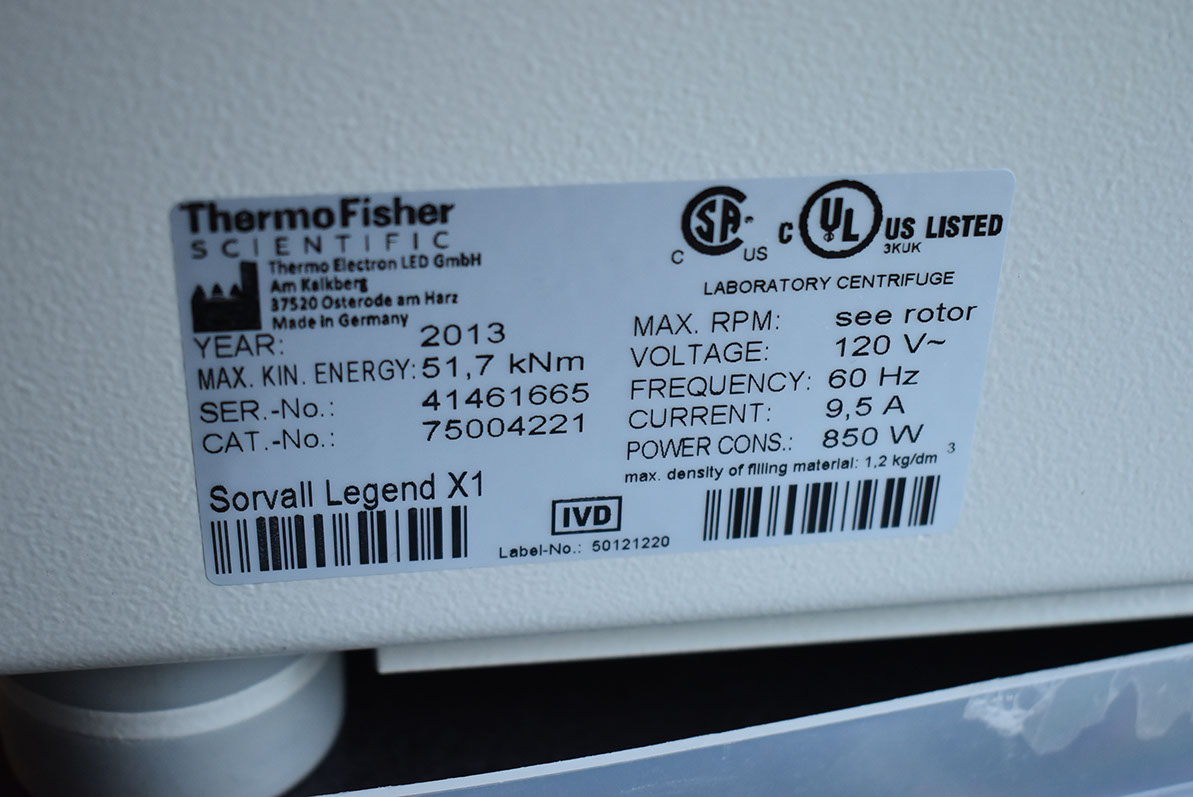 ThermoFisher
SCIENTIFIC
Thermo Electron LED GmbH
Am Kalkberg
37520 Osterode am Harz
Made in Germany
YEAR: 2013
MAX. KIN. ENERGY: 51,7 kNm
SER.-No.: 41461665
CAT.-No.: 75004221
Sorvall Legend X1
IVD
Label-No.: 50121220
C SA US
C UL US LISTED
3KUK
LABORATORY CENTRIFUGE
MAX. RPM: see rotor
VOLTAGE: 120 V~
FREQUENCY: 60 Hz
CURRENT: 9,5 A
POWER CONS.: 850 W
max. density of filling material: 1,2 kg/dm 3